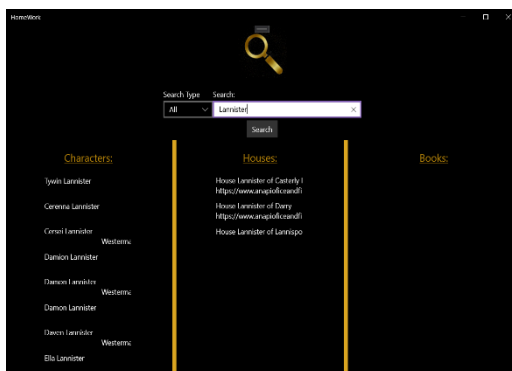 HomeWork
Search Type Search:
All Lannister
Search
Characters:
Tywin Lannister
Cerenna Lannister
Cersei Lannister
Westerma
Damion Lannister
Damon Lannister
Westerma
Damon Lannister
Daven Lannister
Westerma
Ella Lannister
Houses:
House Lannister of Casterly
https://www.anapioficeandfi
House Lannister of Darry
https://www.anapioficeandfi
House Lannister of Lannispo
Books: